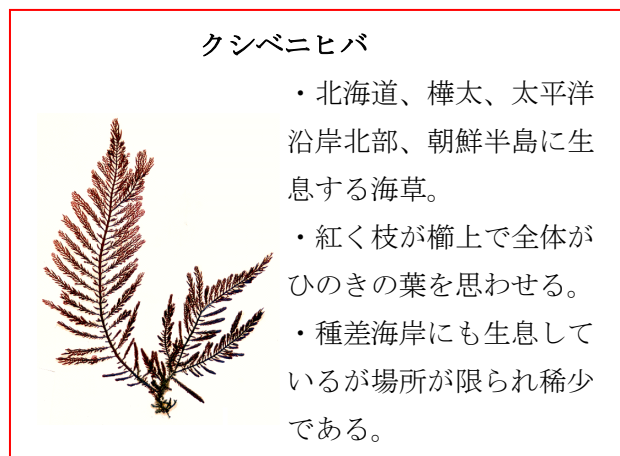 クシベニヒバ
・北海道、樺太、太平洋
沿岸北部、朝鮮半島に生
息する海草。
・紅く枝が櫛上で全体が
ひのきの葉を思わせる。
・種差海岸にも生息して
いるが場所が限られ稀少
である。